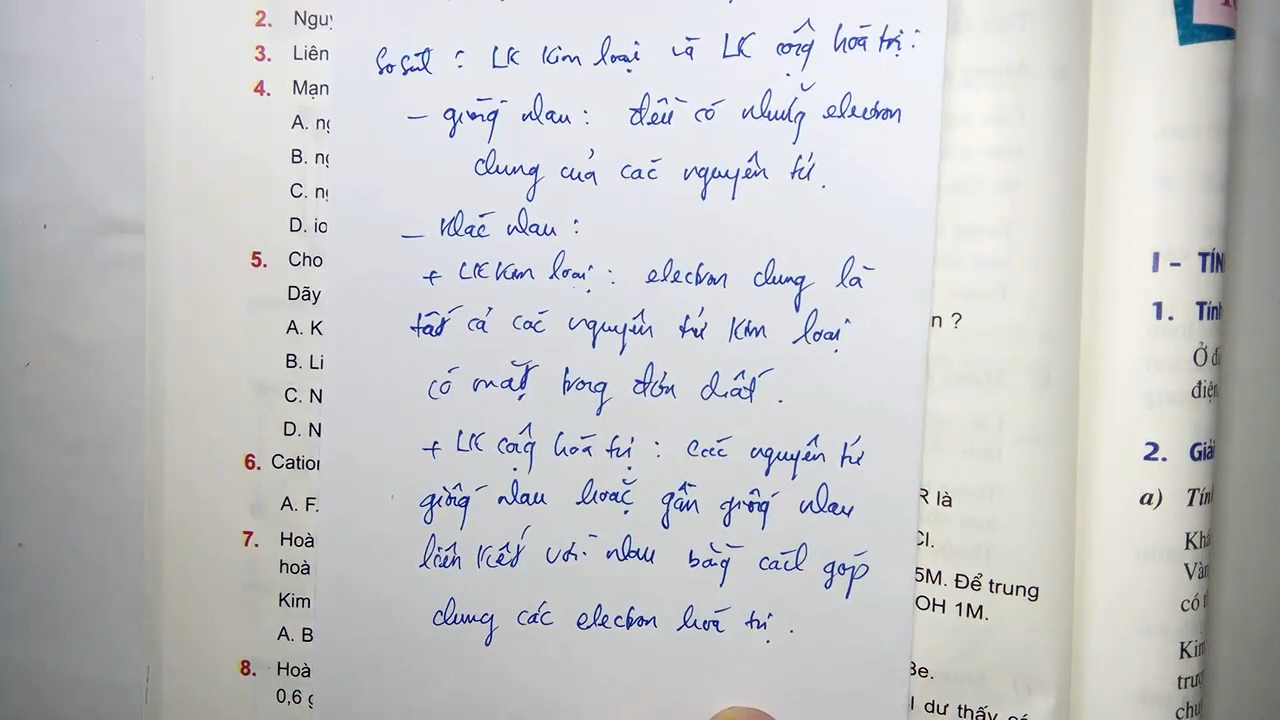 2. Nguy
3. Liên
4. Mạn
A. ng
B. ng
C. ng
D. io
5. Cho
Dãy
A. K
B. Li
C. N
D. N
6. Cation
A. F.
7. Hoà
hoà
Kim
A. B
8. Hoà
0,6 g
So sánh : LK Kim loại và LK cộng hoá trị :
– giống nhau : đều có những electron
chung của các nguyên tử.
– Khác nhau :
+ LK Kim loại : electron chung là
tất cả các nguyên tử Kim loại
có mặt trong đơn chất.
+ LK cộng hoá trị : các nguyên tử
giống nhau hoặc gần giống nhau
liên kết với nhau bằng cách góp
chung các electron hoá trị.
n ?
R là
Cl.
5M. Để trung
OH 1M.
Be.
I dư thấy có
I – TÍN
1. Tính
Ở đi
điện
2. Giải
a) Tín
Khá
Vàn
có t
Kin
trư
chu